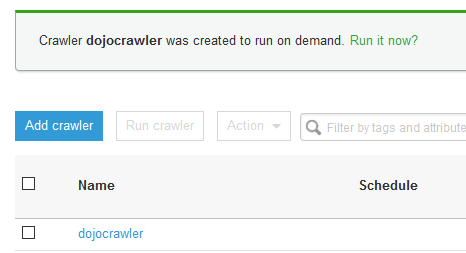 Crawler dojocrawler was created to run on demand. Run it now?
Add crawler Run crawler Action Filter by tags and attribute
Name Schedule
dojocrawler